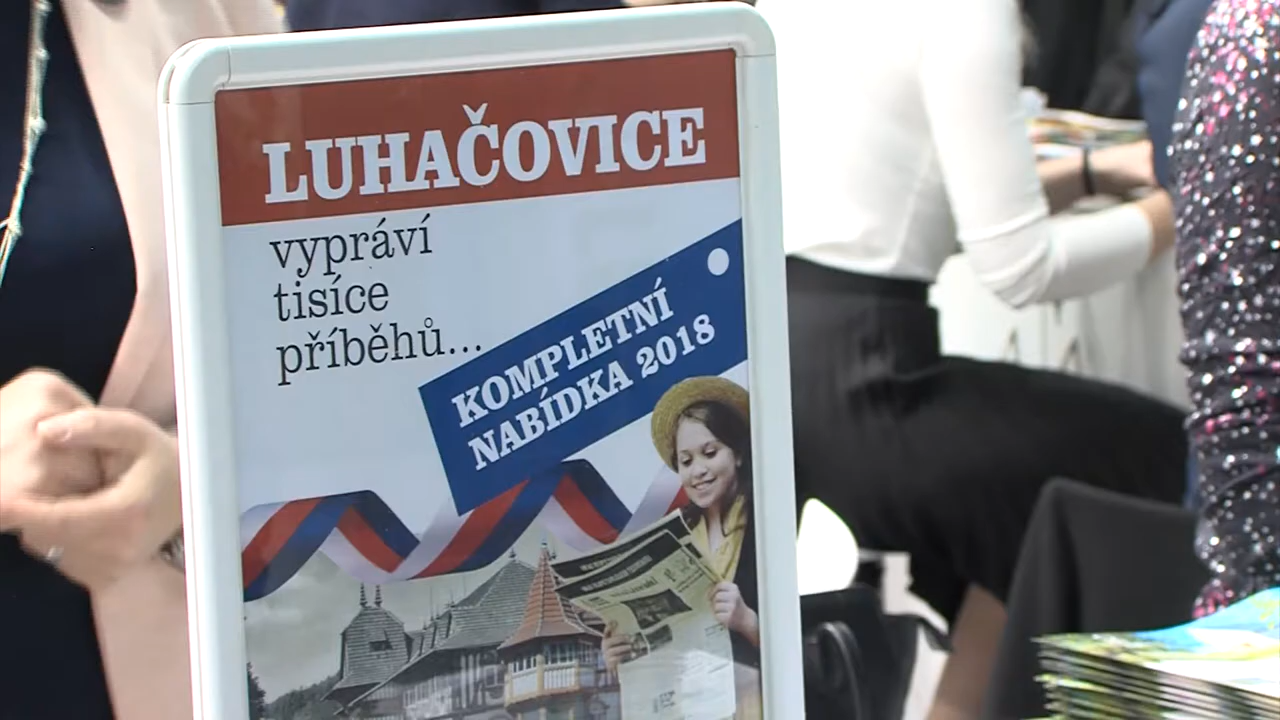 LUHAČOVICE
vypráví
tisíce
příběhů...
KOMPLETNÍ
NABÍDKA 2018